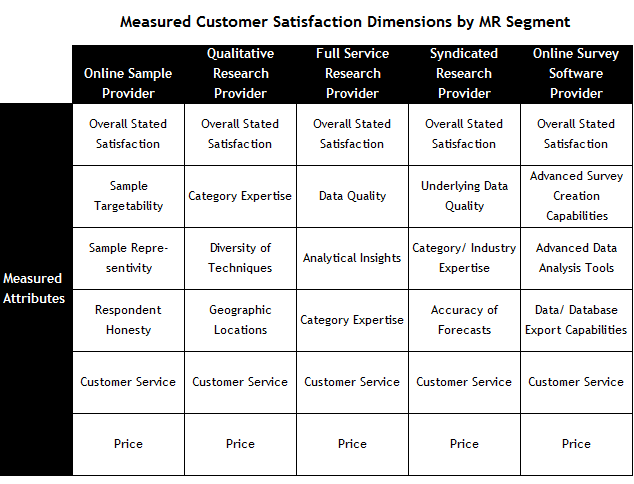 Measured Customer Satisfaction Dimensions by MR Segment
Online Sample
Provider
Qualitative
Research
Provider
Full Service
Research
Provider
Syndicated
Research
Provider
Online Survey
Software
Provider
Measured
Attributes
Overall Stated
Satisfaction
Overall Stated
Satisfaction
Overall Stated
Satisfaction
Overall Stated
Satisfaction
Overall Stated
Satisfaction
Sample
Targetability
Category Expertise
Data Quality
Underlying Data
Quality
Advanced Survey
Creation
Capabilities
Sample Repre-
sentivity
Diversity of
Techniques
Analytical Insights
Category/ Industry
Expertise
Advanced Data
Analysis Tools
Respondent
Honesty
Geographic
Locations
Category Expertise
Accuracy of
Forecasts
Data/ Database
Export Capabilities
Customer Service
Customer Service
Customer Service
Customer Service
Customer Service
Price
Price
Price
Price
Price